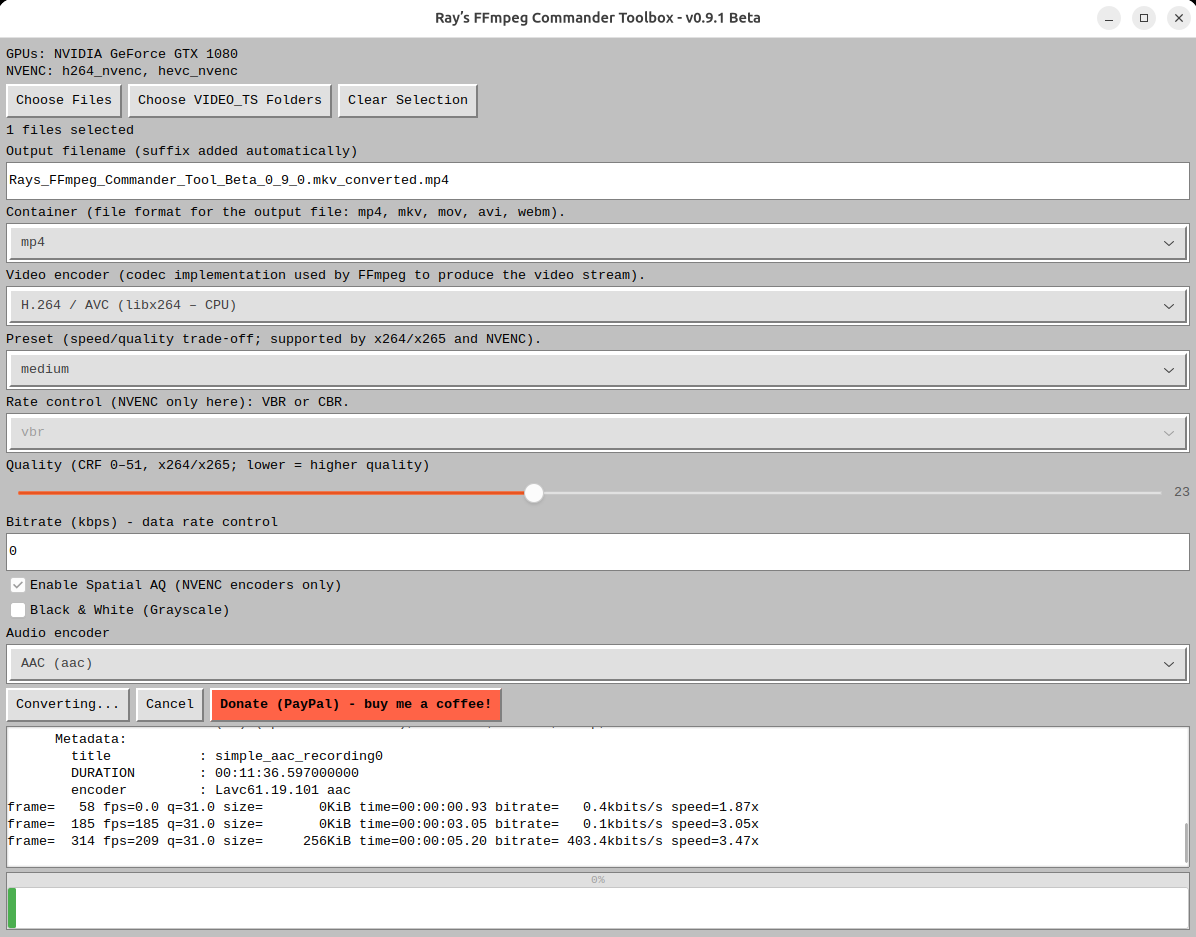 Ray's FFmpeg Commander Toolbox - v0.9.1 Beta
GPUs: NVIDIA GeForce GTX 1080
NVENC: h264_nvenc, hevc_nvenc
Choose Files Choose VIDEO_TS Folders Clear Selection
1 files selected
Output filename (suffix added automatically)
Rays_FFmpeg_Commander_Tool_Beta_0_9_0.mkv_converted.mp4
Container (file format for the output file: mp4, mkv, mov, avi, webm).
mp4
Video encoder (codec implementation used by FFmpeg to produce the video stream).
H.264 / AVC (libx264 – CPU)
Preset (speed/quality trade-off; supported by x264/x265 and NVENC).
medium
Rate control (NVENC only here): VBR or CBR.
vbr
Quality (CRF 0–51, x264/x265; lower = higher quality)
23
Bitrate (kbps) - data rate control
0
Enable Spatial AQ (NVENC encoders only)
Black & White (Grayscale)
Audio encoder
AAC (aac)
Converting... Cancel Donate (PayPal) - buy me a coffee!
Metadata:
title : simple_aac_recording0
DURATION : 00:11:36.597000000
encoder : Lavc61.19.101 aac
frame= 58 fps=0.0 q=31.0 size= 0KiB time=00:00:00.93 bitrate= 0.4kbits/s speed=1.87x
frame= 185 fps=185 q=31.0 size= 0KiB time=00:00:03.05 bitrate= 0.1kbits/s speed=3.05x
frame= 314 fps=209 q=31.0 size= 256KiB time=00:00:05.20 bitrate= 403.4kbits/s speed=3.47x
0%